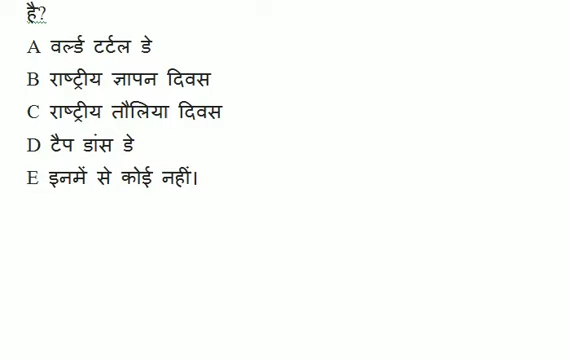 है?
A वर्ल्ड टर्टल डे
B राष्ट्रीय ज्ञापन दिवस
C राष्ट्रीय तौलिया दिवस
D टैप डांस डे
E इनमें से कोई नहीं।